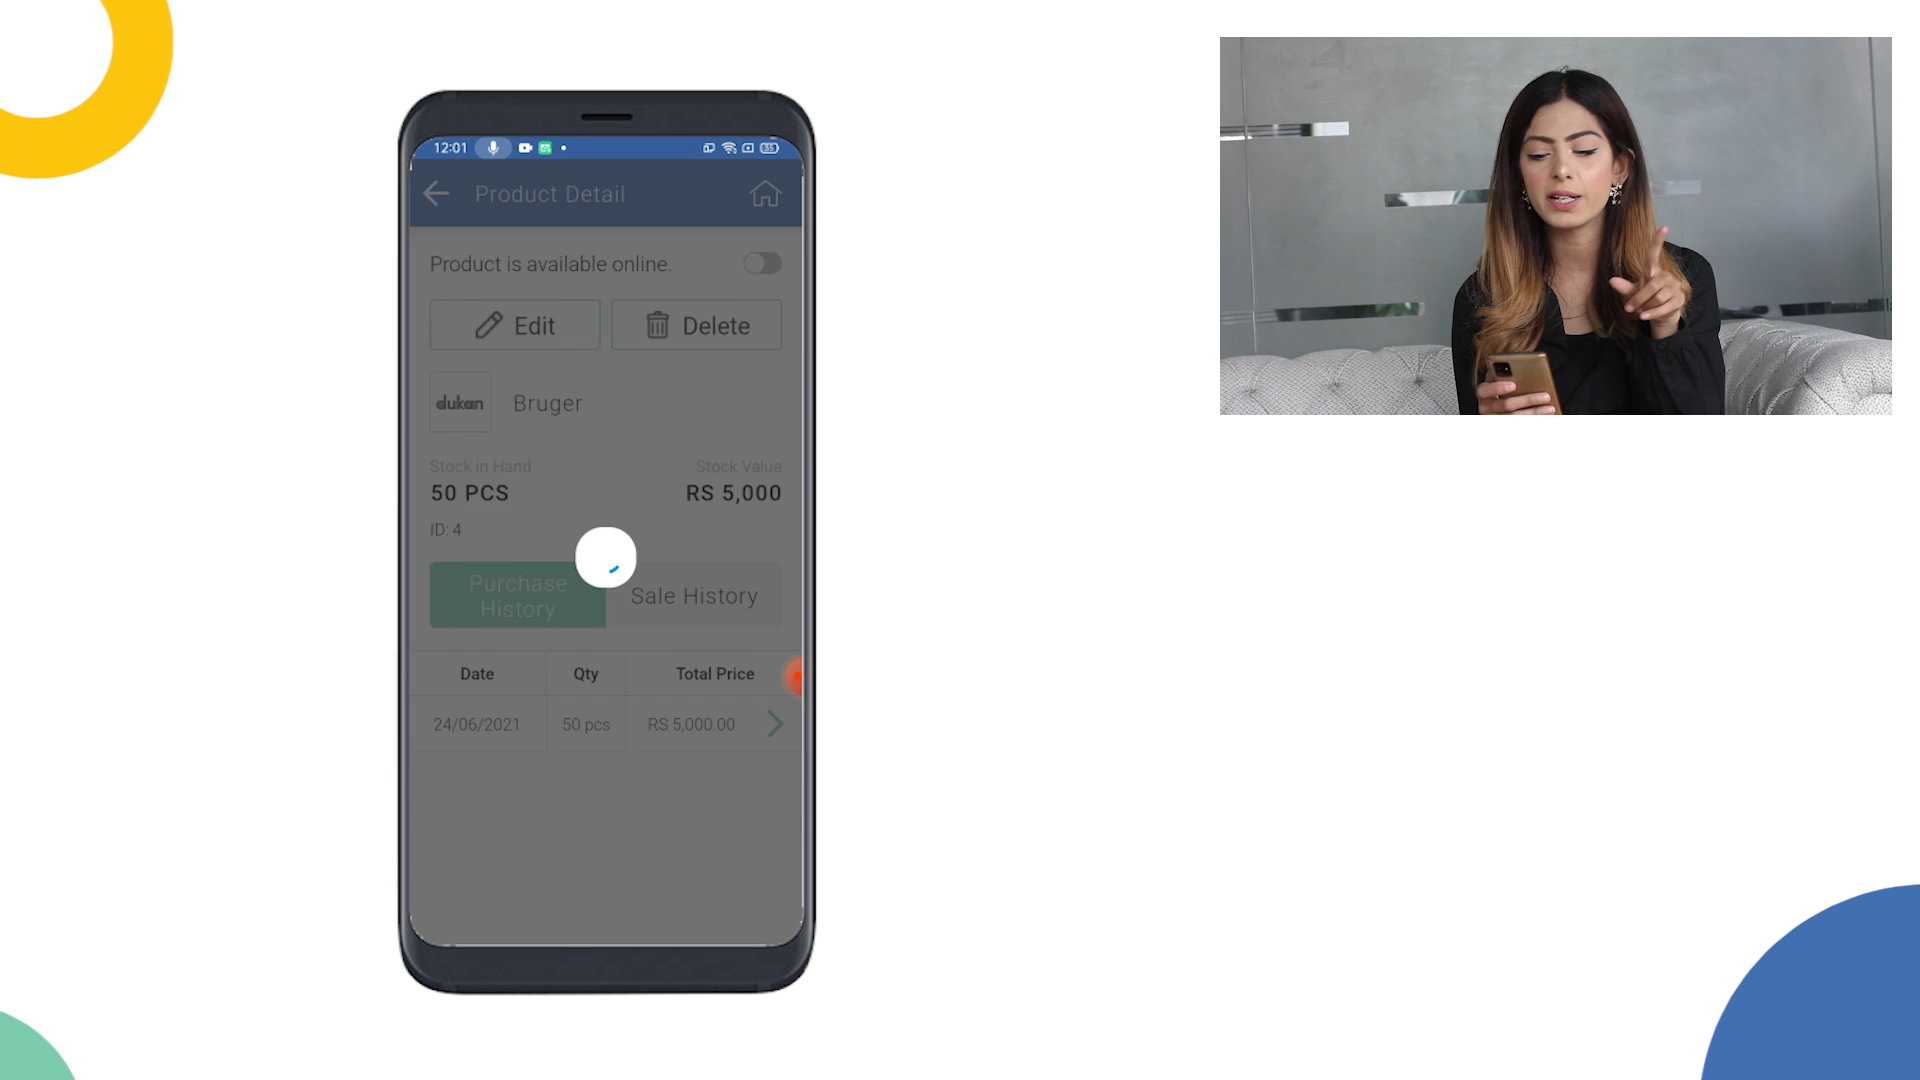 12:01
85
Product Detail
Product is available online.
Edit
Delete
dukan
Bruger
Stock in Hand
Stock Value
50 PCS
RS 5,000
ID: 4
Purchase
History
Sale History
Date
Qty
Total Price
24/06/2021
50 pcs
RS 5,000.00